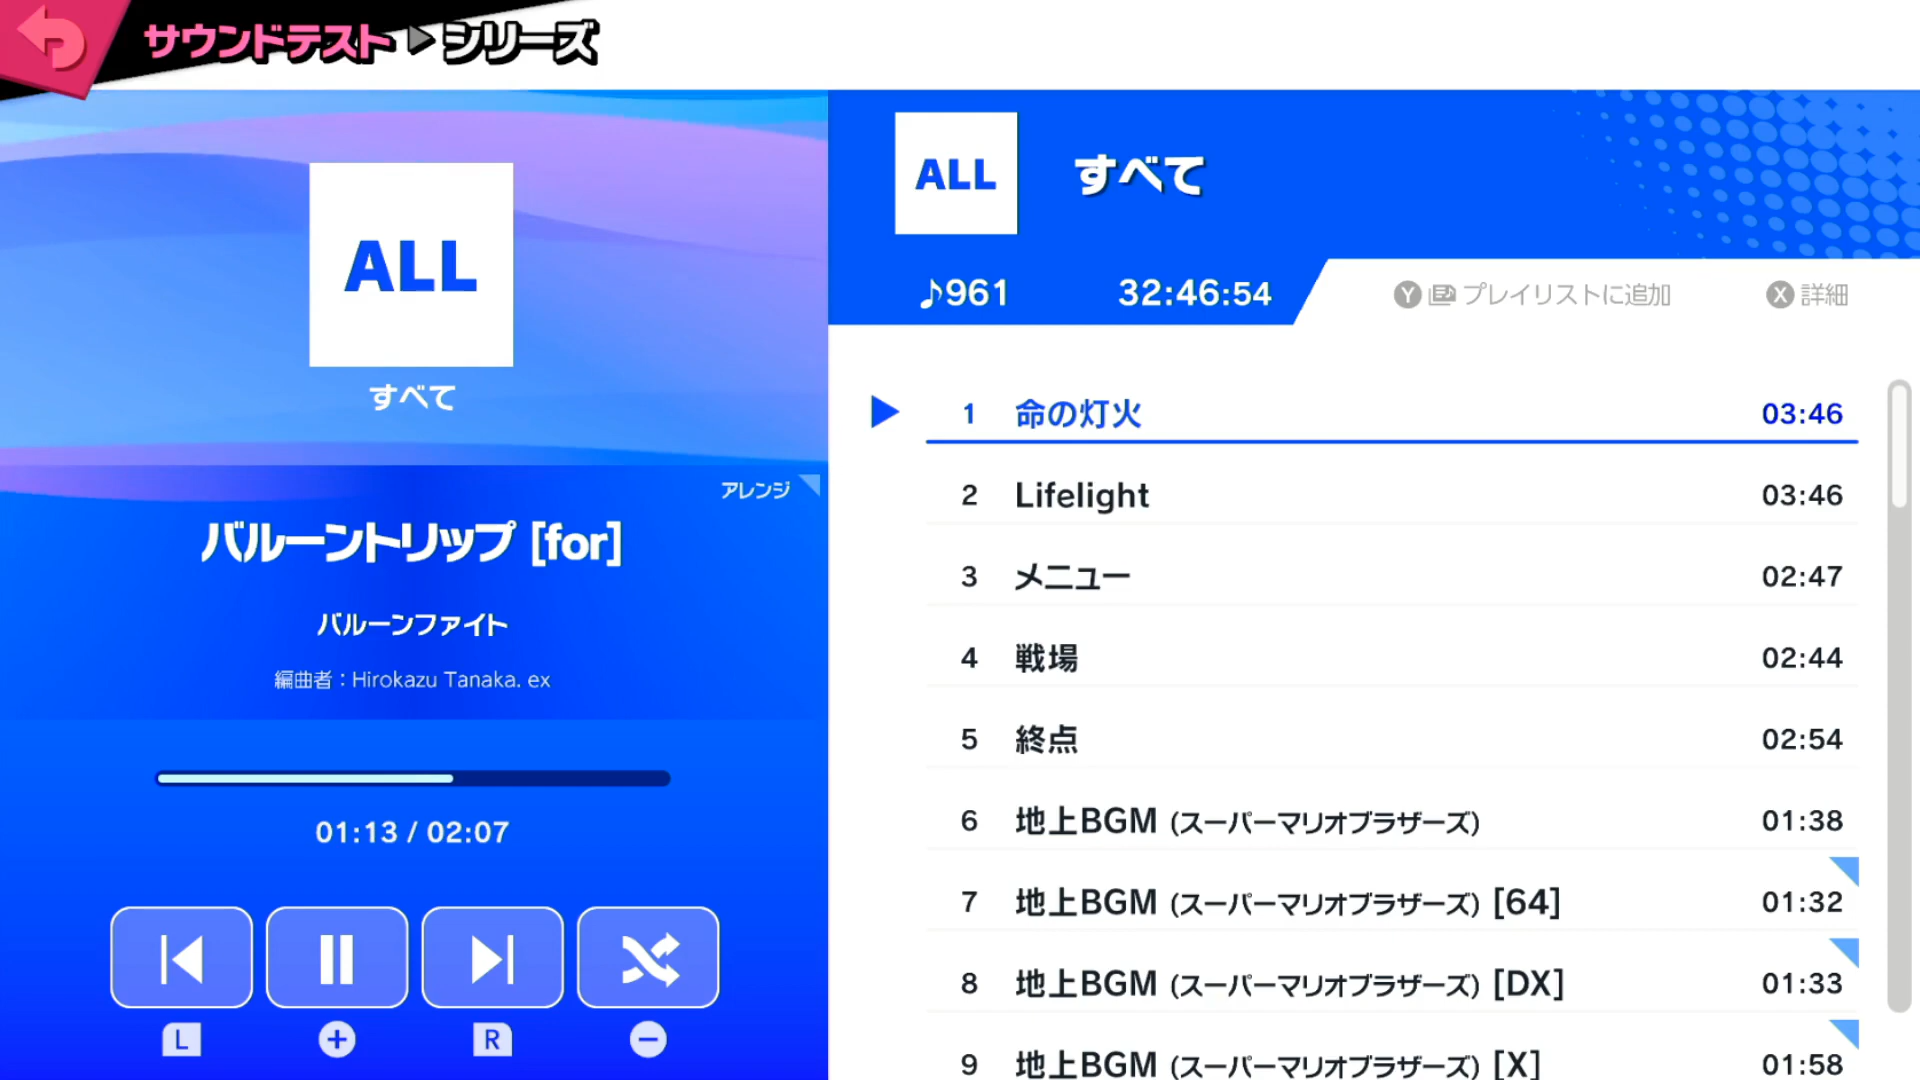 サウンドテスト▶シリーズ
ALL
すべて
アレンジ
バルーントリップ [for]
バルーンファイト
編曲者：Hirokazu Tanaka. ex
01:13 / 02:07
L
R
ALL
すべて
♪961 32:46:54
Y プレイリストに追加 X 詳細
1 命の灯火 03:46
2 Lifelight 03:46
3 メニュー 02:47
4 戦場 02:44
5 終点 02:54
6 地上BGM (スーパーマリオブラザーズ) 01:38
7 地上BGM (スーパーマリオブラザーズ) [64] 01:32
8 地上BGM (スーパーマリオブラザーズ) [DX] 01:33
9 地上BGM (スーパーマリオブラザーズ) [X] 01:58